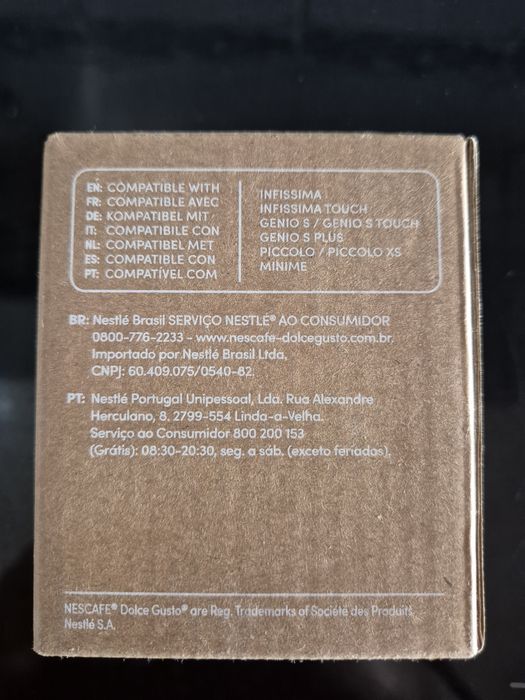 EN: COMPATIBLE WITH
FR: COMPATIBLE AVEC
DE: KOMPATIBEL MIT
IT: COMPATIBILE CON
NL: COMPATIBEL MET
ES: COMPATIBLE CON
PT: COMPATÍVEL COM
INFISSIMA
INFISSIMA TOUCH
GENIO S / GENIO S TOUCH
GENIO S PLUS
PICCOLO / PICCOLO XS
MINIME
BR: Nestlé Brasil SERVIÇO NESTLÉ® AO CONSUMIDOR
0800-776-2233 - www.nescafe-dolcegusto.com.br.
Importado por Nestlé Brasil Ltda.
CNPJ: 60.409.075/0540-82.
PT: Nestlé Portugal Unipessoal, Lda. Rua Alexandre
Herculano, 8. 2799-554 Linda-a-Velha.
Serviço ao Consumidor 800 200 153
(Grátis): 08:30-20:30, seg. a sáb. (exceto feriados).
NESCAFÉ® Dolce Gusto® are Reg. Trademarks of Société des Produits
Nestlé S.A.